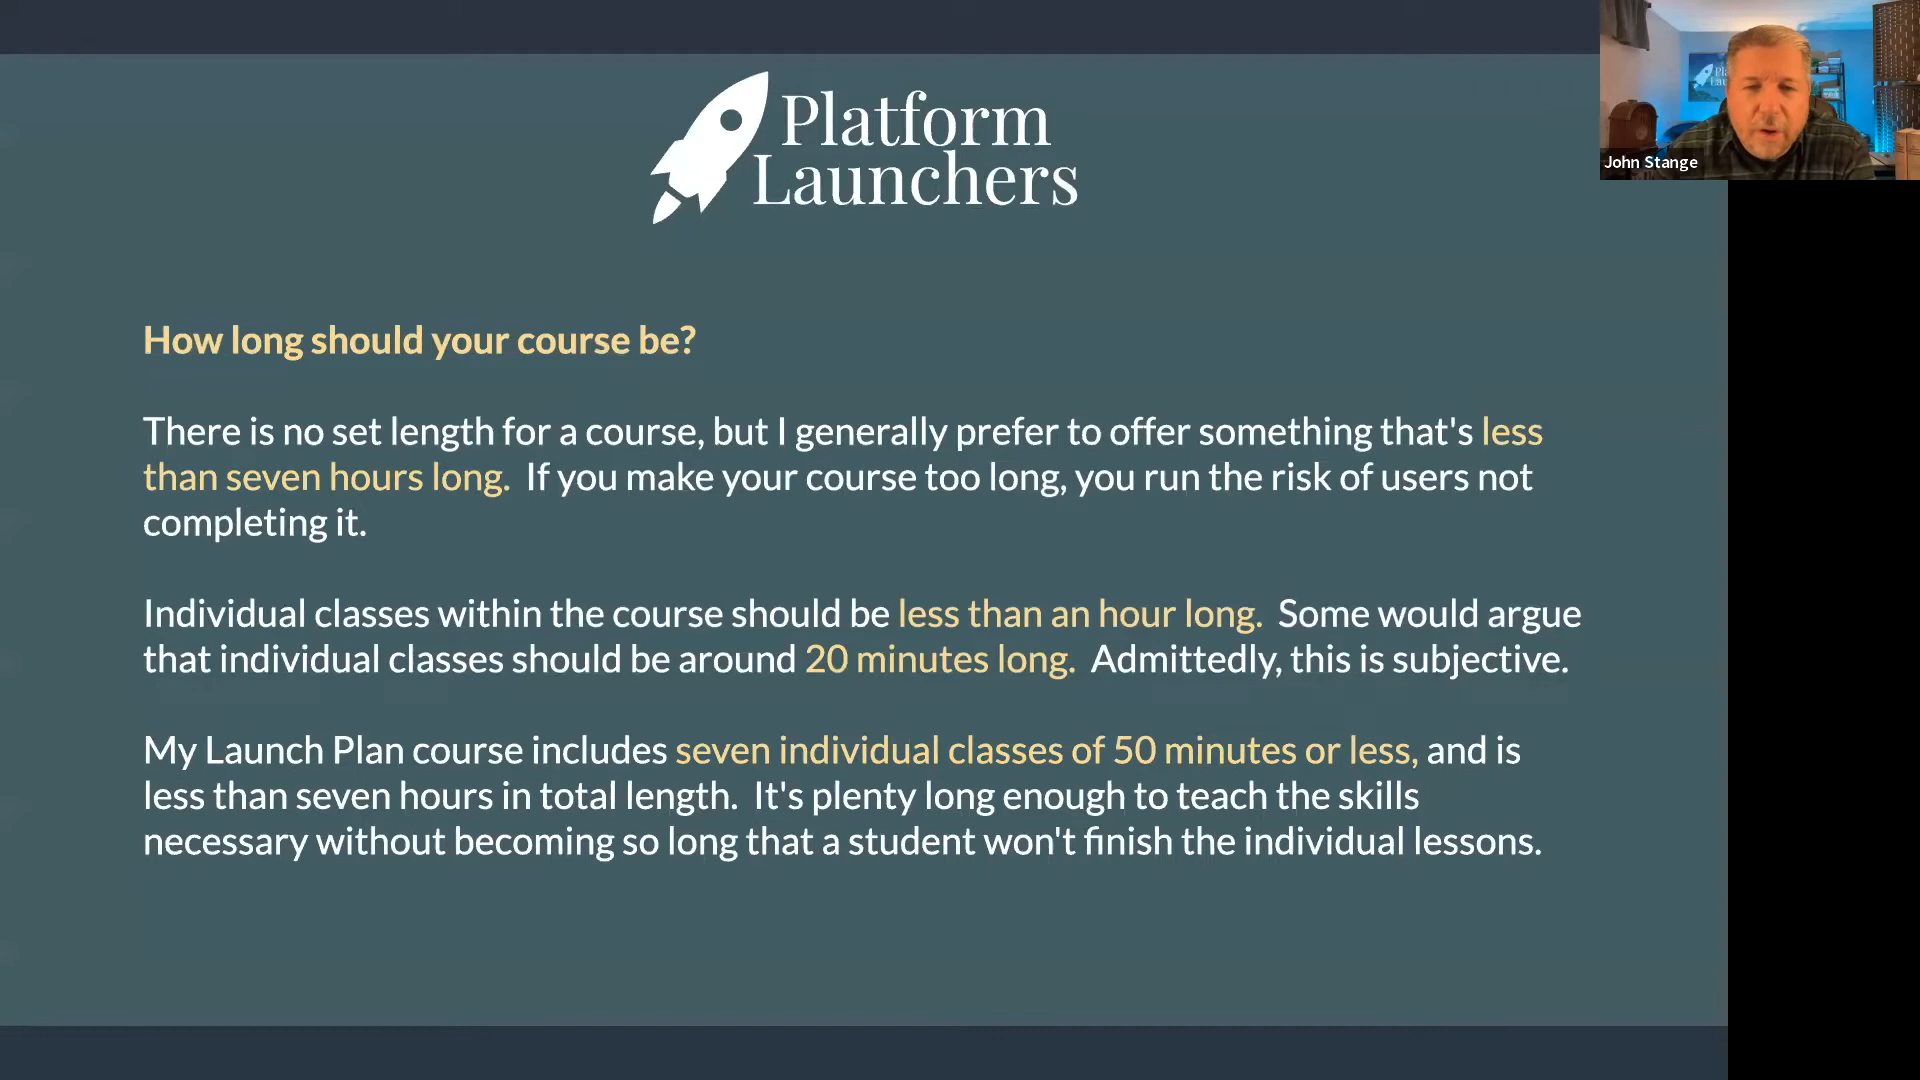 Platform
Launchers
John Stange
How long should your course be?
There is no set length for a course, but I generally prefer to offer something that's less
than seven hours long. If you make your course too long, you run the risk of users not
completing it.
Individual classes within the course should be less than an hour long. Some would argue
that individual classes should be around 20 minutes long. Admittedly, this is subjective.
My Launch Plan course includes seven individual classes of 50 minutes or less, and is
less than seven hours in total length. It's plenty long enough to teach the skills
necessary without becoming so long that a student won't finish the individual lessons.